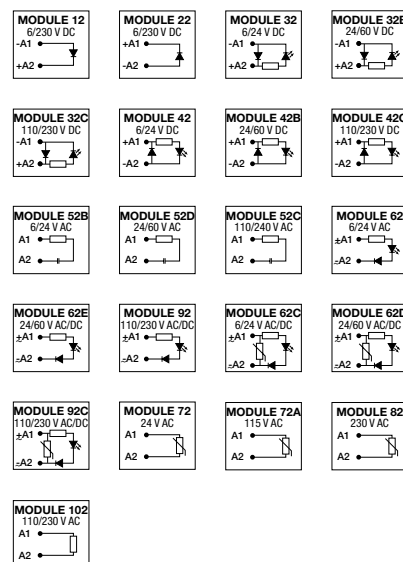 MODULE 12
6/230 V DC
-A1
+A2
MODULE 22
6/230 V DC
+A1
-A2
MODULE 32
6/24 V DC
-A1
+A2
MODULE 32B
24/60 V DC
-A1
+A2
MODULE 32C
110/230 V DC
-A1
+A2
MODULE 42
6/24 V DC
+A1
-A2
MODULE 42B
24/60 V DC
+A1
-A2
MODULE 42C
110/230 V DC
+A1
-A2
MODULE 52B
6/24 V AC
A1
A2
MODULE 52D
24/60 V AC
A1
A2
MODULE 52C
110/240 V AC
A1
A2
MODULE 62
6/24 V AC
±A1
±A2
MODULE 62E
24/60 V AC/DC
±A1
±A2
MODULE 92
110/230 V AC/DC
±A1
±A2
MODULE 62C
6/24 V AC/DC
±A1
±A2
MODULE 62D
24/60 V AC/DC
±A1
±A2
MODULE 92C
110/230 V AC/DC
±A1
±A2
MODULE 72
24 V AC
A1
A2
MODULE 72A
115 V AC
A1
A2
MODULE 82
230 V AC
A1
A2
MODULE 102
110/230 V AC
A1
A2